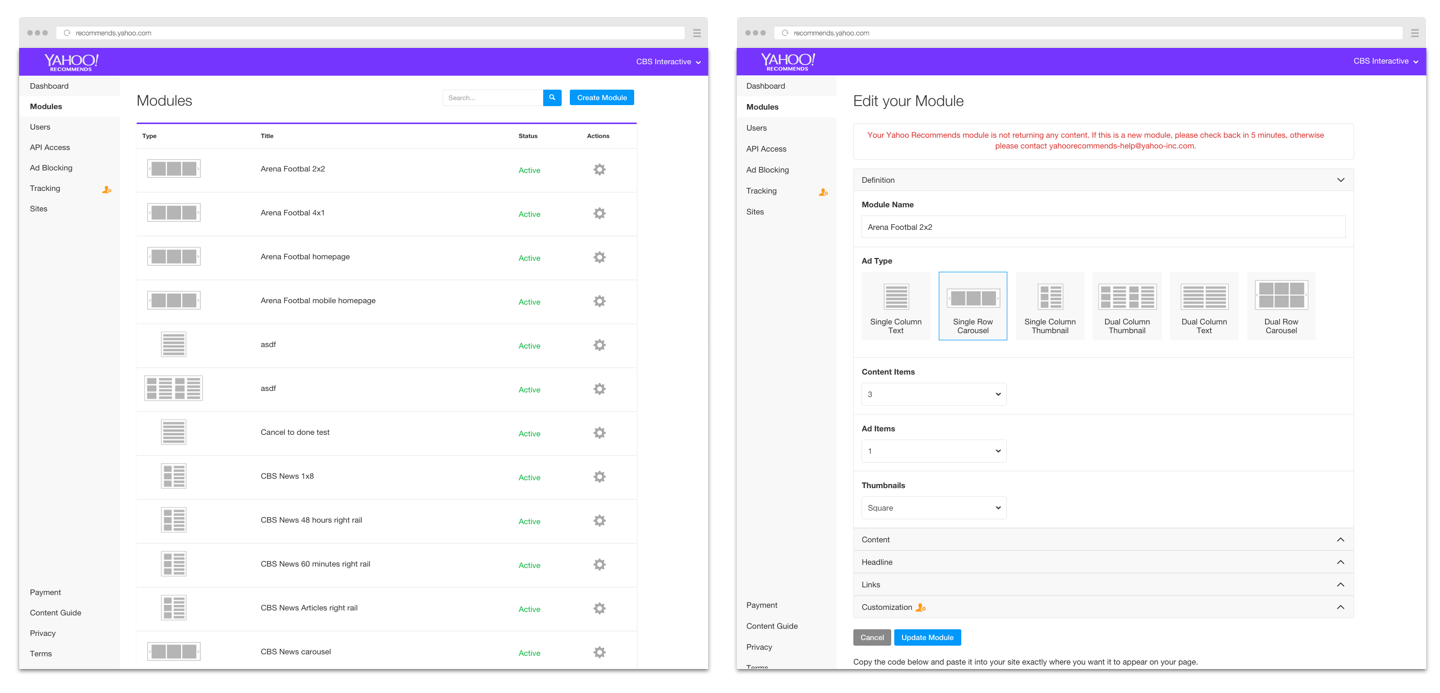 recommends.yahoo.com
YAHOO!
RECOMMENDS
CBS Interactive
Dashboard
Modules
Users
API Access
Ad Blocking
Tracking
Sites
Payment
Content Guide
Privacy
Terms
Modules
Search...
Create Module
Type Title Status Actions
Arena Footbal 2x2 Active
Arena Footbal 4x1 Active
Arena Footbal homepage Active
Arena Footbal mobile homepage Active
asdf Active
asdf Active
Cancel to done test Active
CBS News 1x8 Active
CBS News 48 hours right rail Active
CBS News 60 minutes right rail Active
CBS News Articles right rail Active
CBS News carousel Active
recommends.yahoo.com
YAHOO!
RECOMMENDS
CBS Interactive
Dashboard
Modules
Users
API Access
Ad Blocking
Tracking
Sites
Payment
Content Guide
Privacy
Terms
Edit your Module
Your Yahoo Recommends module is not returning any content. If this is a new module, please check back in 5 minutes, otherwise
please contact yahoorecommends-help@yahoo-inc.com.
Definition
Module Name
Arena Footbal 2x2
Ad Type
Single Column
Text
Single Row
Carousel
Single Column
Thumbnail
Dual Column
Thumbnail
Dual Column
Text
Dual Row
Carousel
Content Items
3
Ad Items
1
Thumbnails
Square
Content
Headline
Links
Customization
Cancel
Update Module
Copy the code below and paste it into your site exactly where you want it to appear on your page.